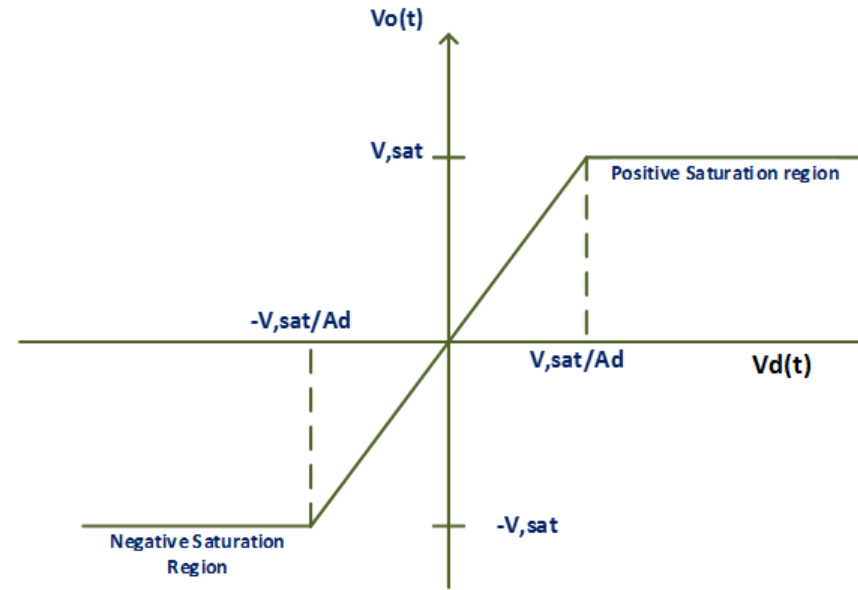 Vo(t)
V,sat
Positive Saturation region
-V,sat/Ad
V,sat/Ad
Vd(t)
-V,sat
Negative Saturation
Region